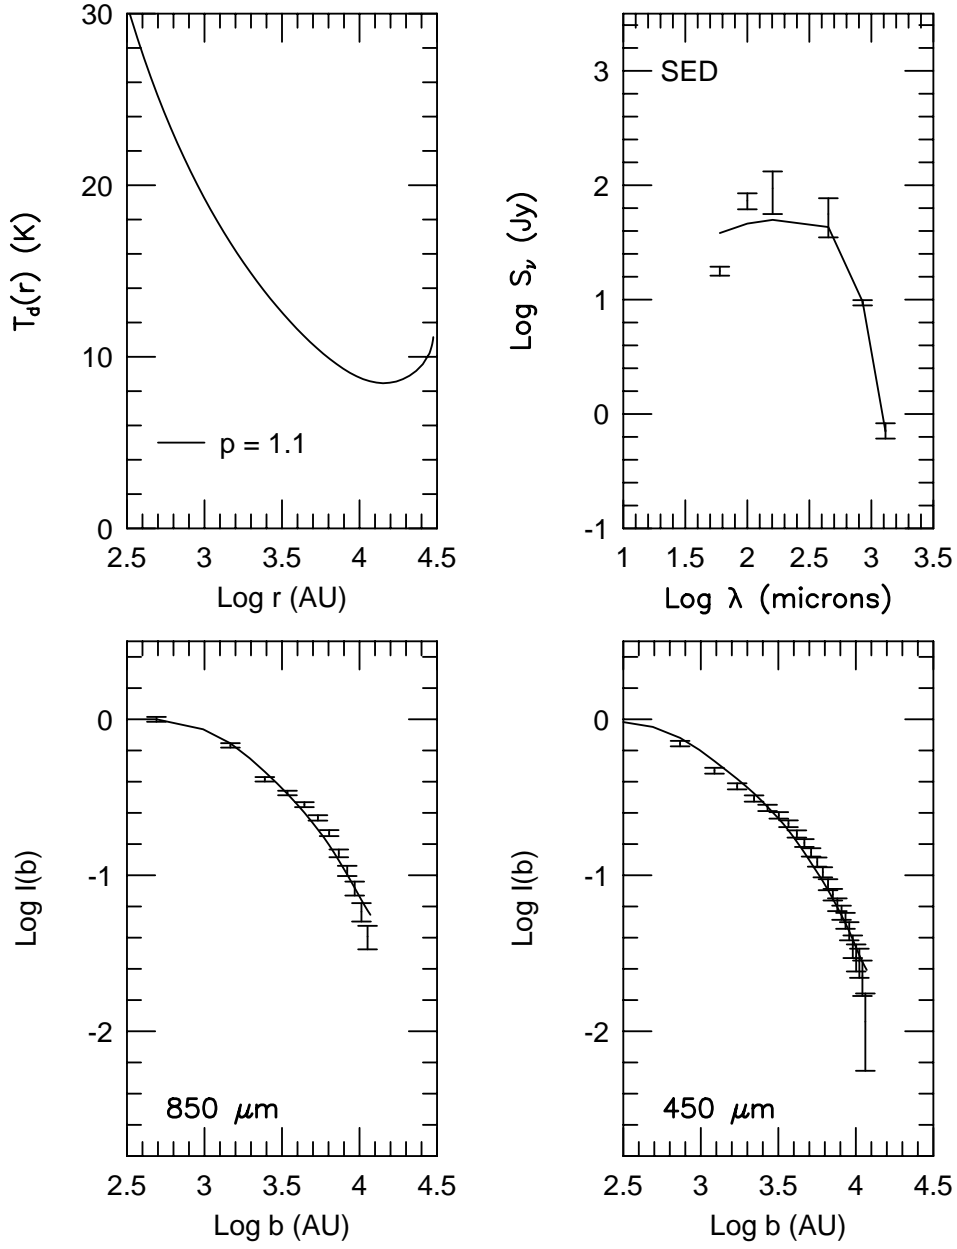 30
20
10
0
2.5 3 3.5 4 4.5
Log r (AU)
T_d(r) (K)
p = 1.1
3
2
1
0
-1
1 1.5 2 2.5 3 3.5
Log λ (microns)
Log S_ν (Jy)
SED
0
-1
-2
2.5 3 3.5 4 4.5
Log b (AU)
Log I(b)
850 μm
0
-1
-2
2.5 3 3.5 4 4.5
Log b (AU)
Log I(b)
450 μm